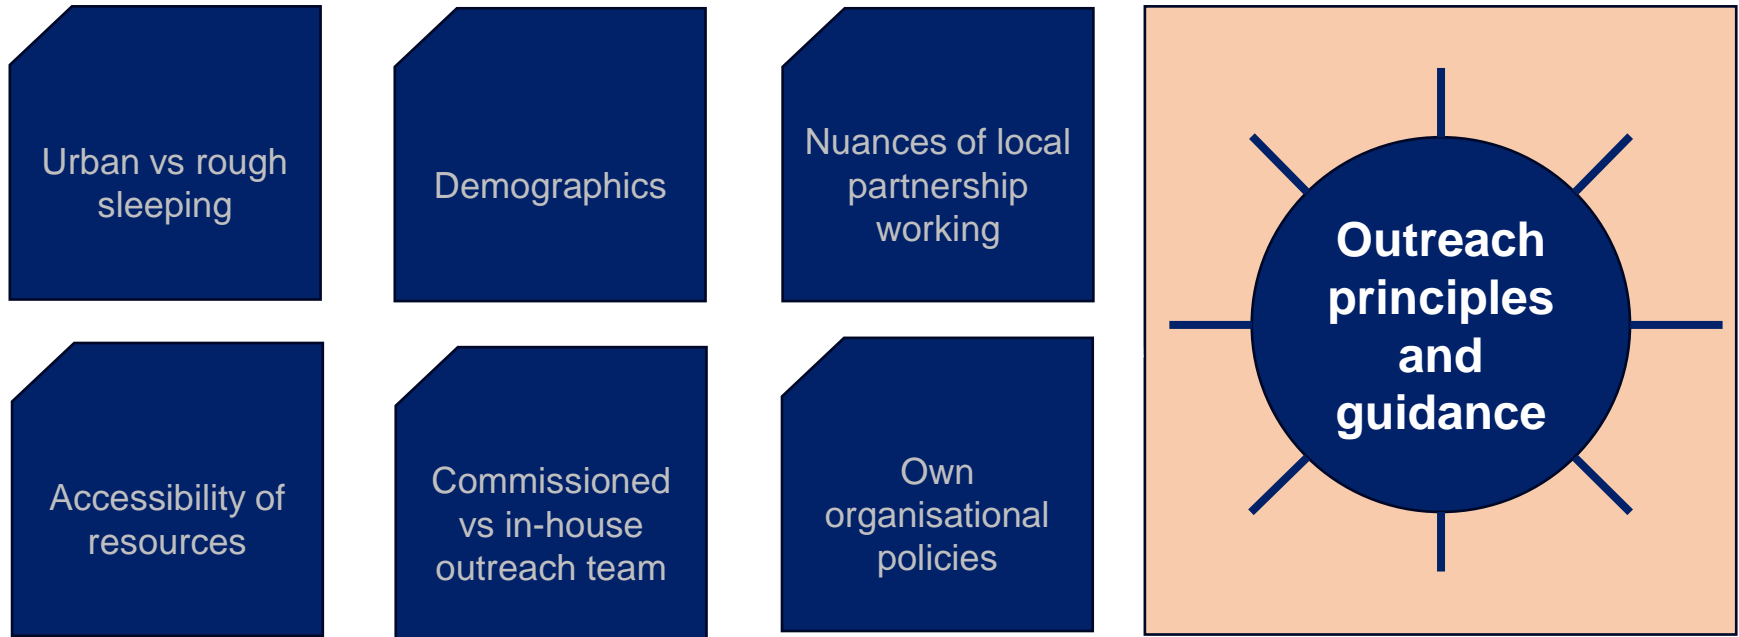 Urban vs rough
sleeping
Demographics
Nuances of local
partnership
working
Accessibility of
resources
Commissioned
vs in-house
outreach team
Own
organisational
policies
Outreach
principles
and
guidance